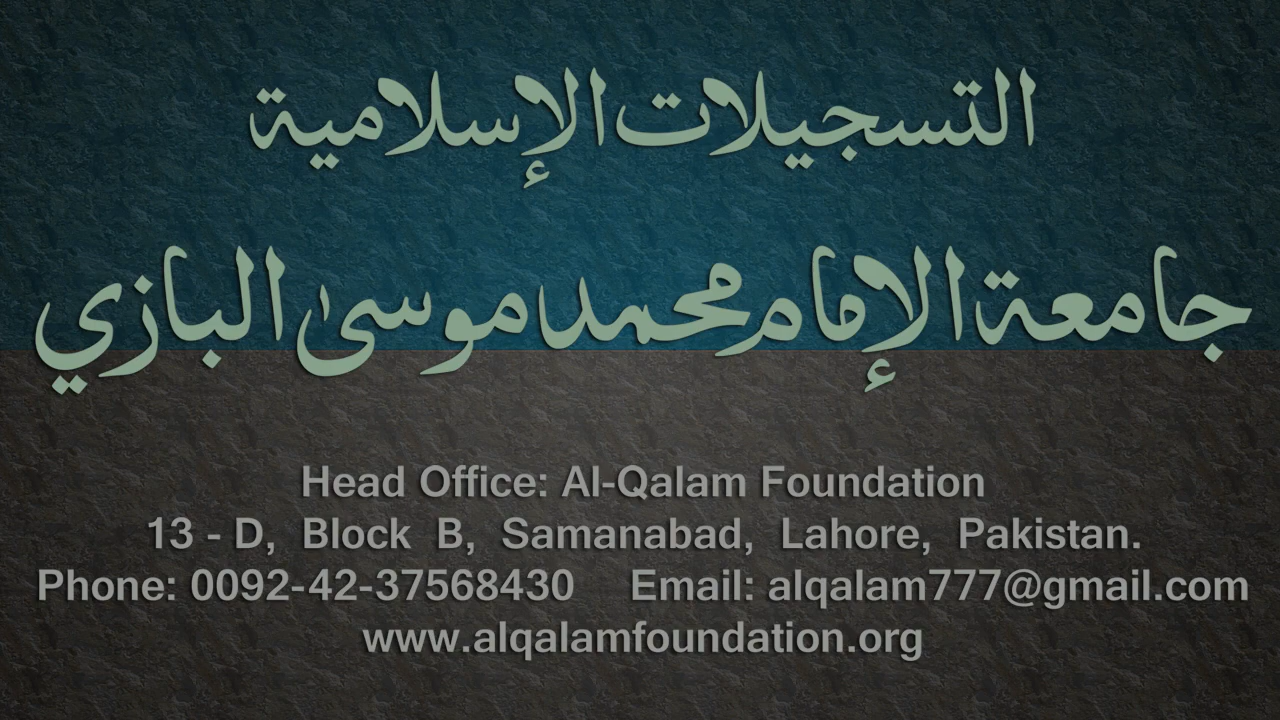 التسجيلات الإسلامية
جامعة الإمام محمد موسىٰ البازي
Head Office: Al-Qalam Foundation
13 - D, Block B, Samanabad, Lahore, Pakistan.
Phone: 0092-42-37568430 Email: alqalam777@gmail.com
www.alqalamfoundation.org